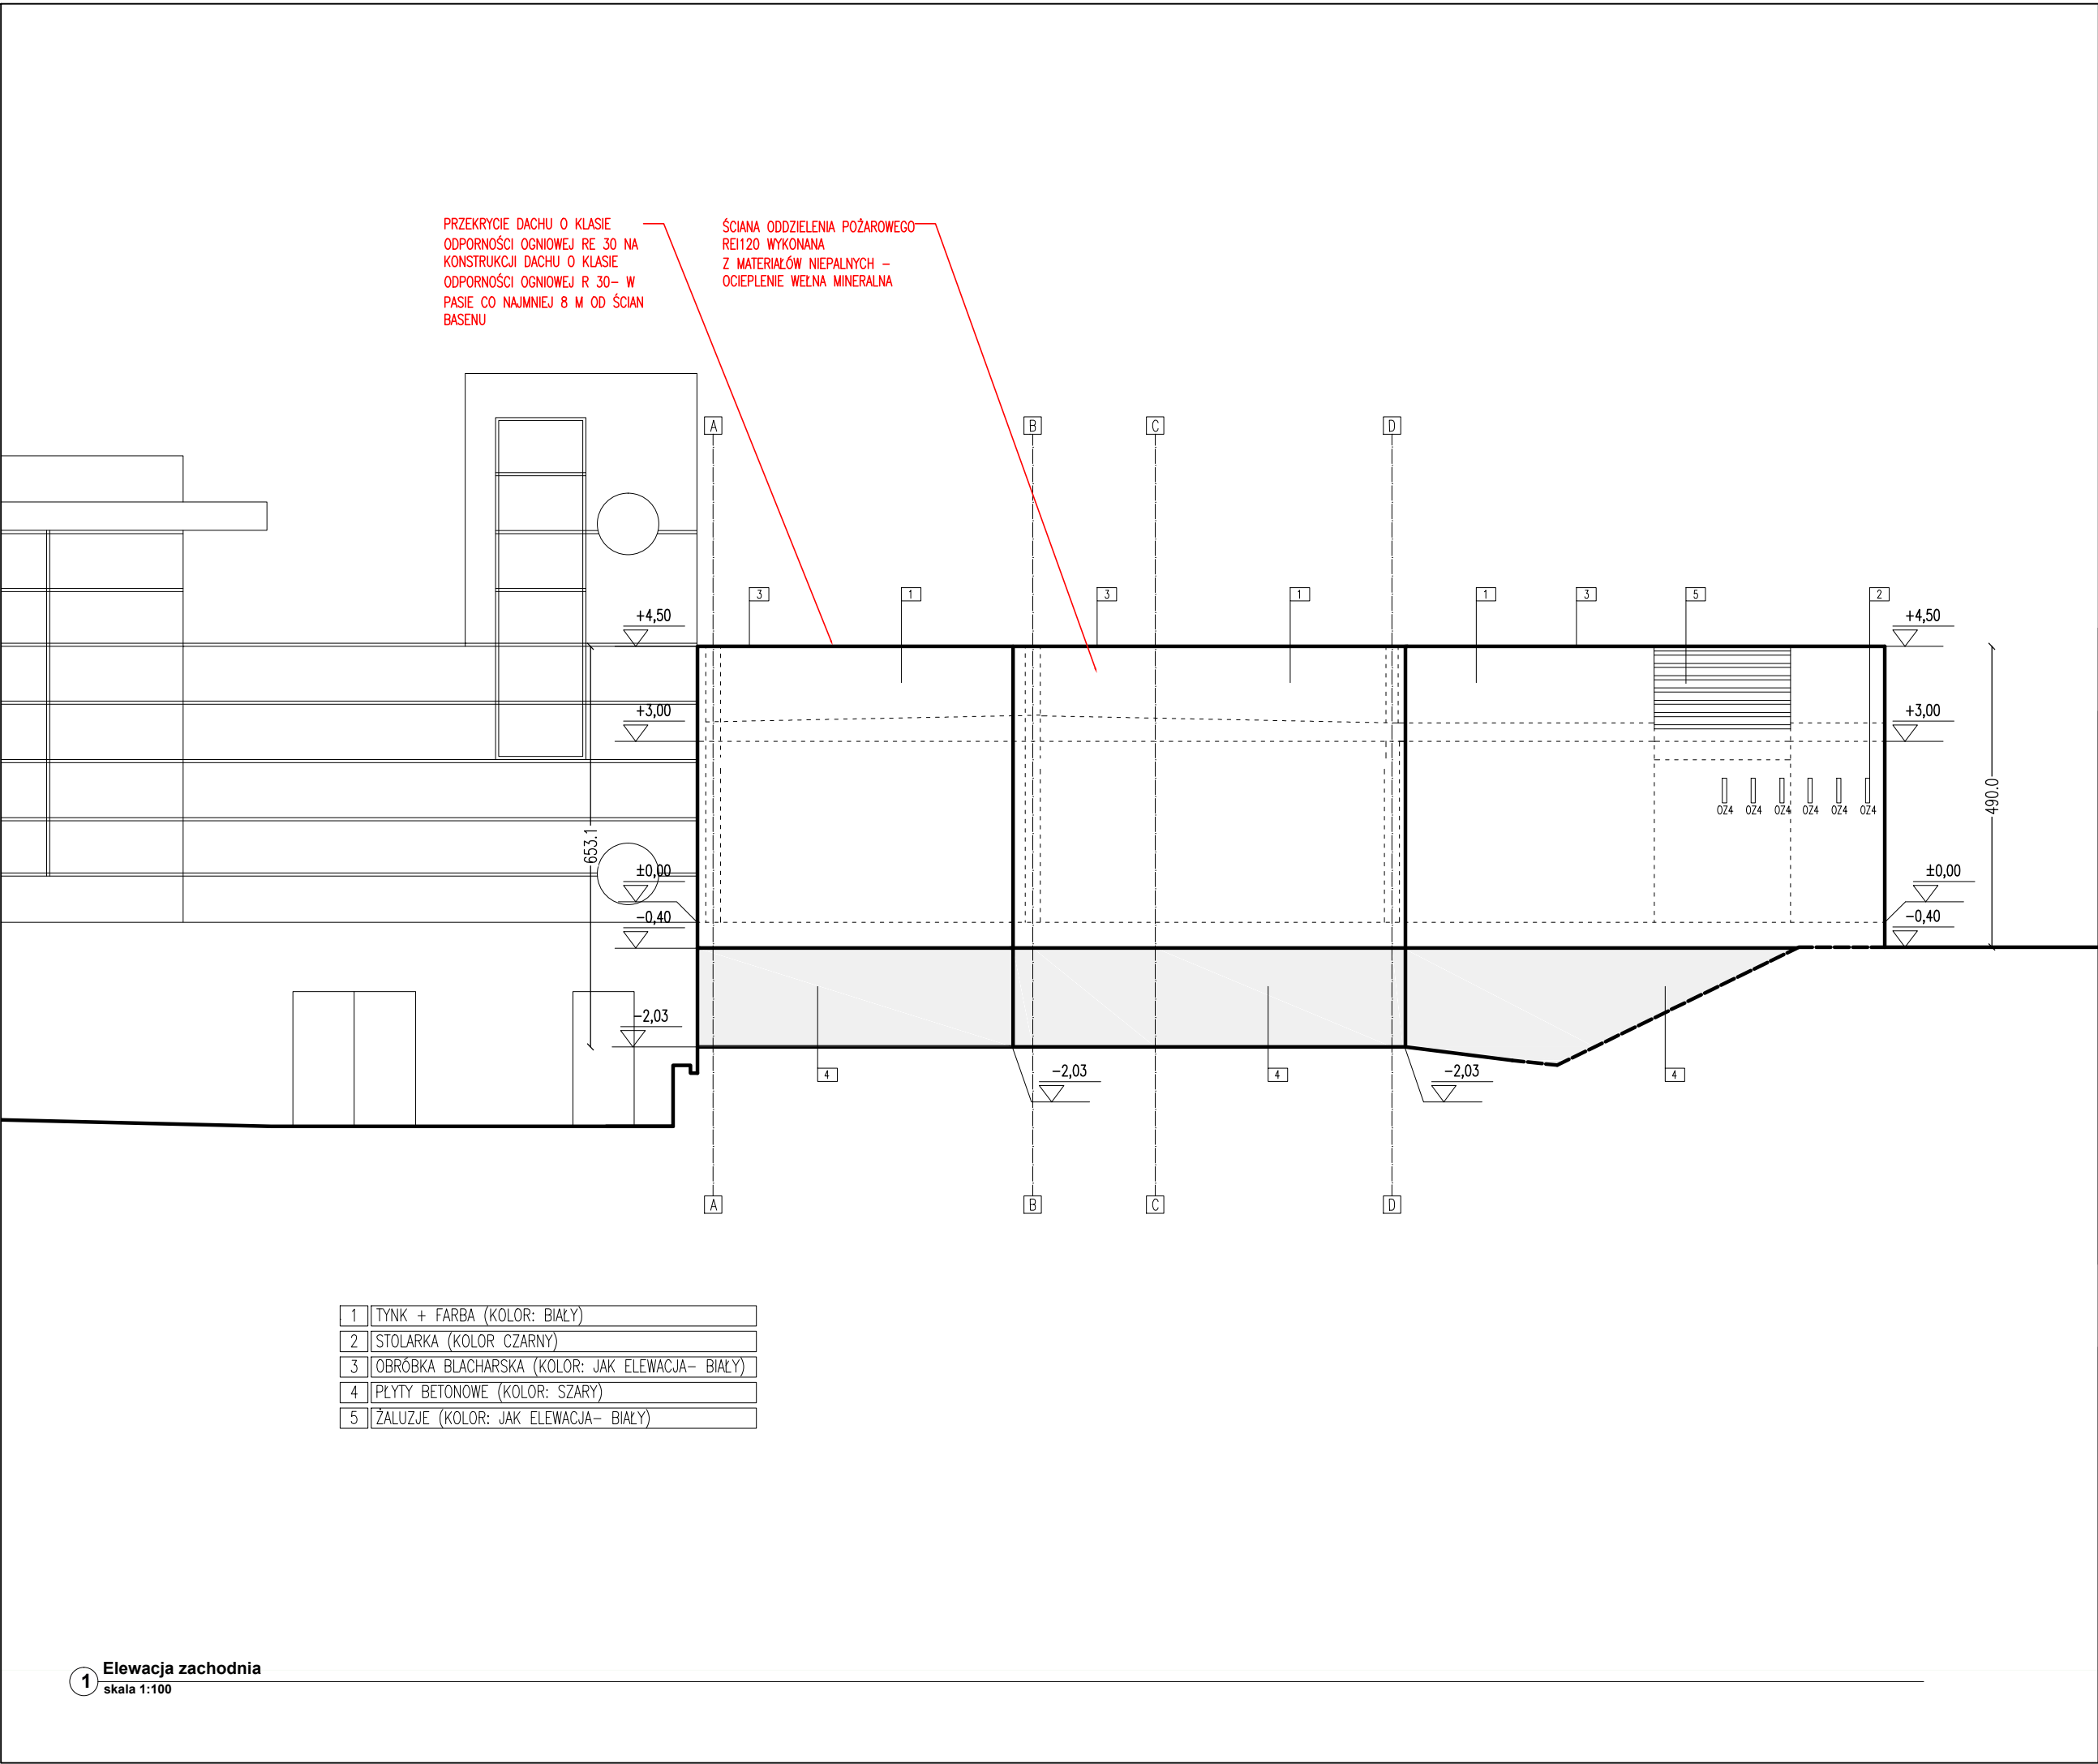 PRZEKRYCIE DACHU O KLASIE
ODPORNOŚCI OGNIOWEJ RE 30 NA
KONSTRUKCJI DACHU O KLASIE
ODPORNOŚCI OGNIOWEJ R 30– W
PASIE CO NAJMNIEJ 8 M OD ŚCIAN
BASENU
ŚCIANA ODDZIELENIA POŻAROWEGO
REI120 WYKONANA
Z MATERIAŁÓW NIEPALNYCH –
OCIEPLENIE WEŁNA MINERALNA
A B C D
3 1 3 1 1 3 5 2
+4,50 +4,50
+3,00 +3,00
OZ4 OZ4 OZ4 OZ4 OZ4 OZ4
653.1 490.0
±0,00 ±0,00
–0,40 –0,40
–2,03
4 –2,03 4 –2,03 4
A B C D
1 TYNK + FARBA (KOLOR: BIAŁY)
2 STOLARKA (KOLOR CZARNY)
3 OBRÓBKA BLACHARSKA (KOLOR: JAK ELEWACJA– BIAŁY)
4 PŁYTY BETONOWE (KOLOR: SZARY)
5 ŻALUZJE (KOLOR: JAK ELEWACJA– BIAŁY)
1 Elewacja zachodnia
skala 1:100